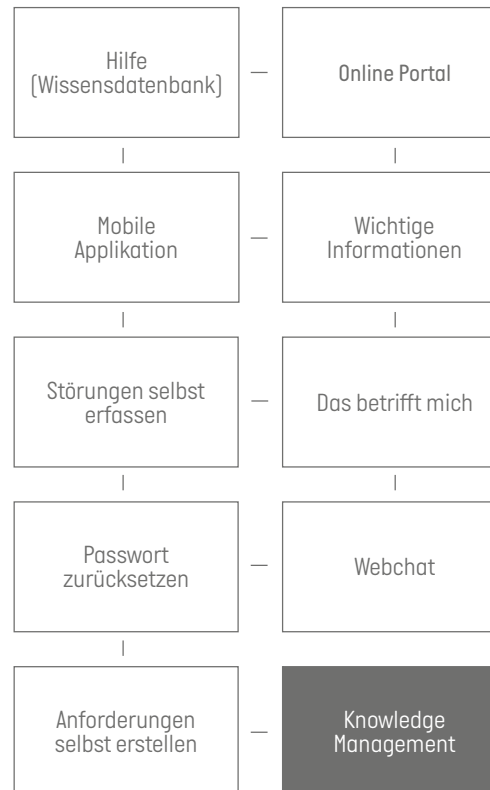 Hilfe
(Wissensdatenbank)
Online Portal
Mobile
Applikation
Wichtige
Informationen
Störungen selbst
erfassen
Das betrifft mich
Passwort
zurücksetzen
Webchat
Anforderungen
selbst erstellen
Knowledge
Management